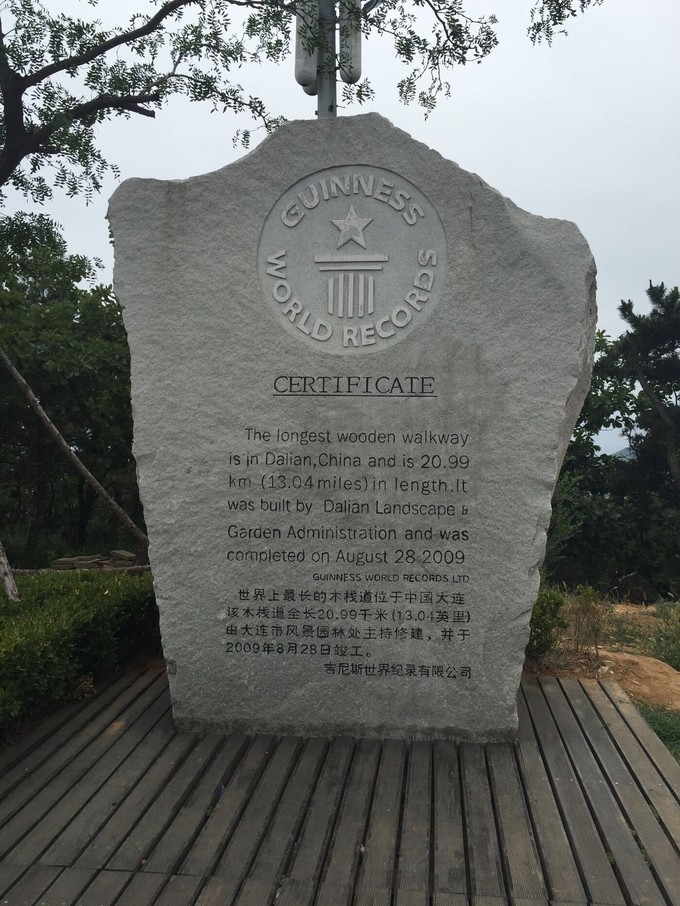 GUINNESS
WORLD RECORDS
CERTIFICATE
The longest wooden walkway
is in Dalian,China and is 20.99
km (13.04miles) in length.It
was built by Dalian Landscape &
Garden Administration and was
completed on August 28 2009
GUINNESS WORLD RECORDS LTD
世界上最长的木栈道位于中国大连
该木栈道全长20.99千米(13.04英里)
由大连市风景园林处主持修建，并于
2009年8月28日竣工。
吉尼斯世界纪录有限公司